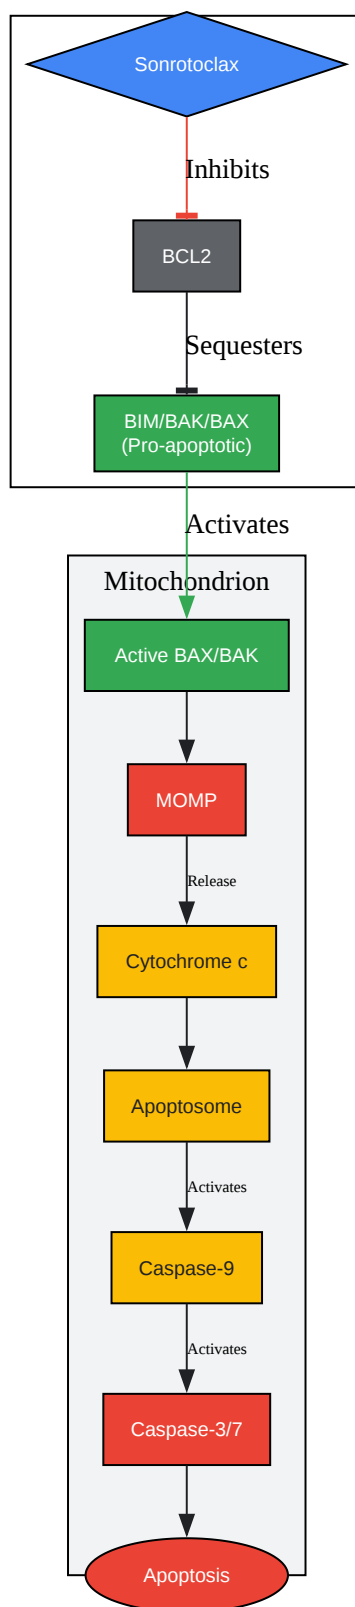 Sonrotoclax
Inhibits
BCL2
Sequesters
BIM/BAK/BAX
(Pro-apoptotic)
Activates
Mitochondrion
Active BAX/BAK
MOMP
Release
Cytochrome c
Apoptosome
Activates
Caspase-9
Activates
Caspase-3/7
Apoptosis